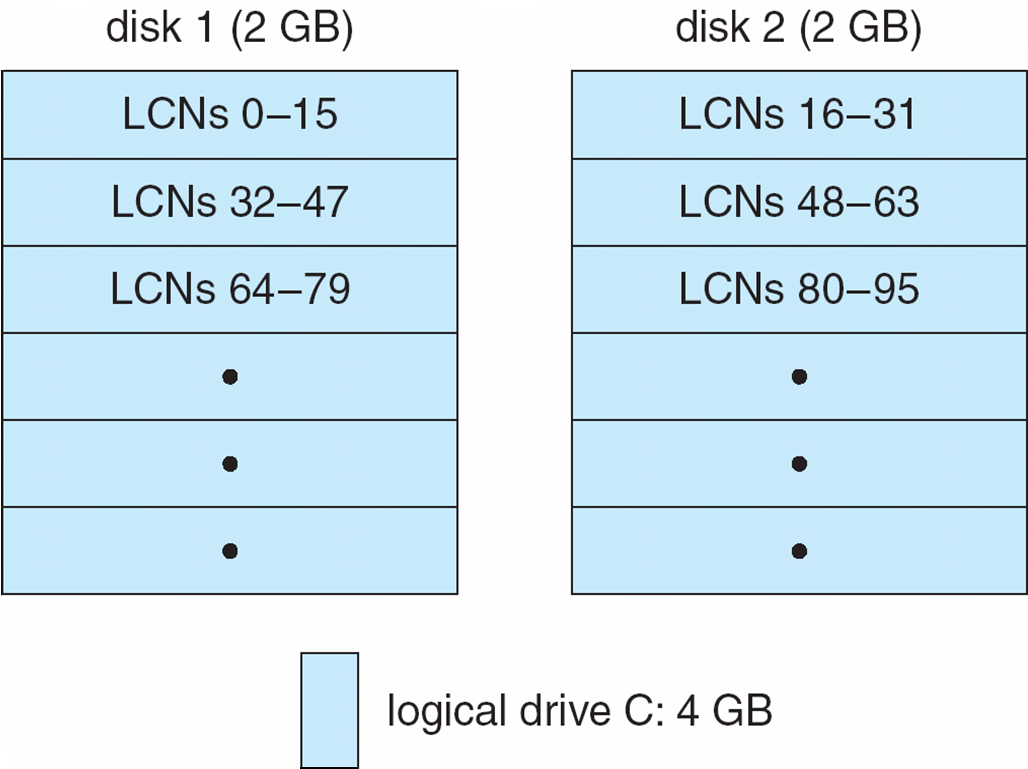 disk 1 (2 GB)
disk 2 (2 GB)
LCNs 0–15
LCNs 16–31
LCNs 32–47
LCNs 48–63
LCNs 64–79
LCNs 80–95
logical drive C: 4 GB